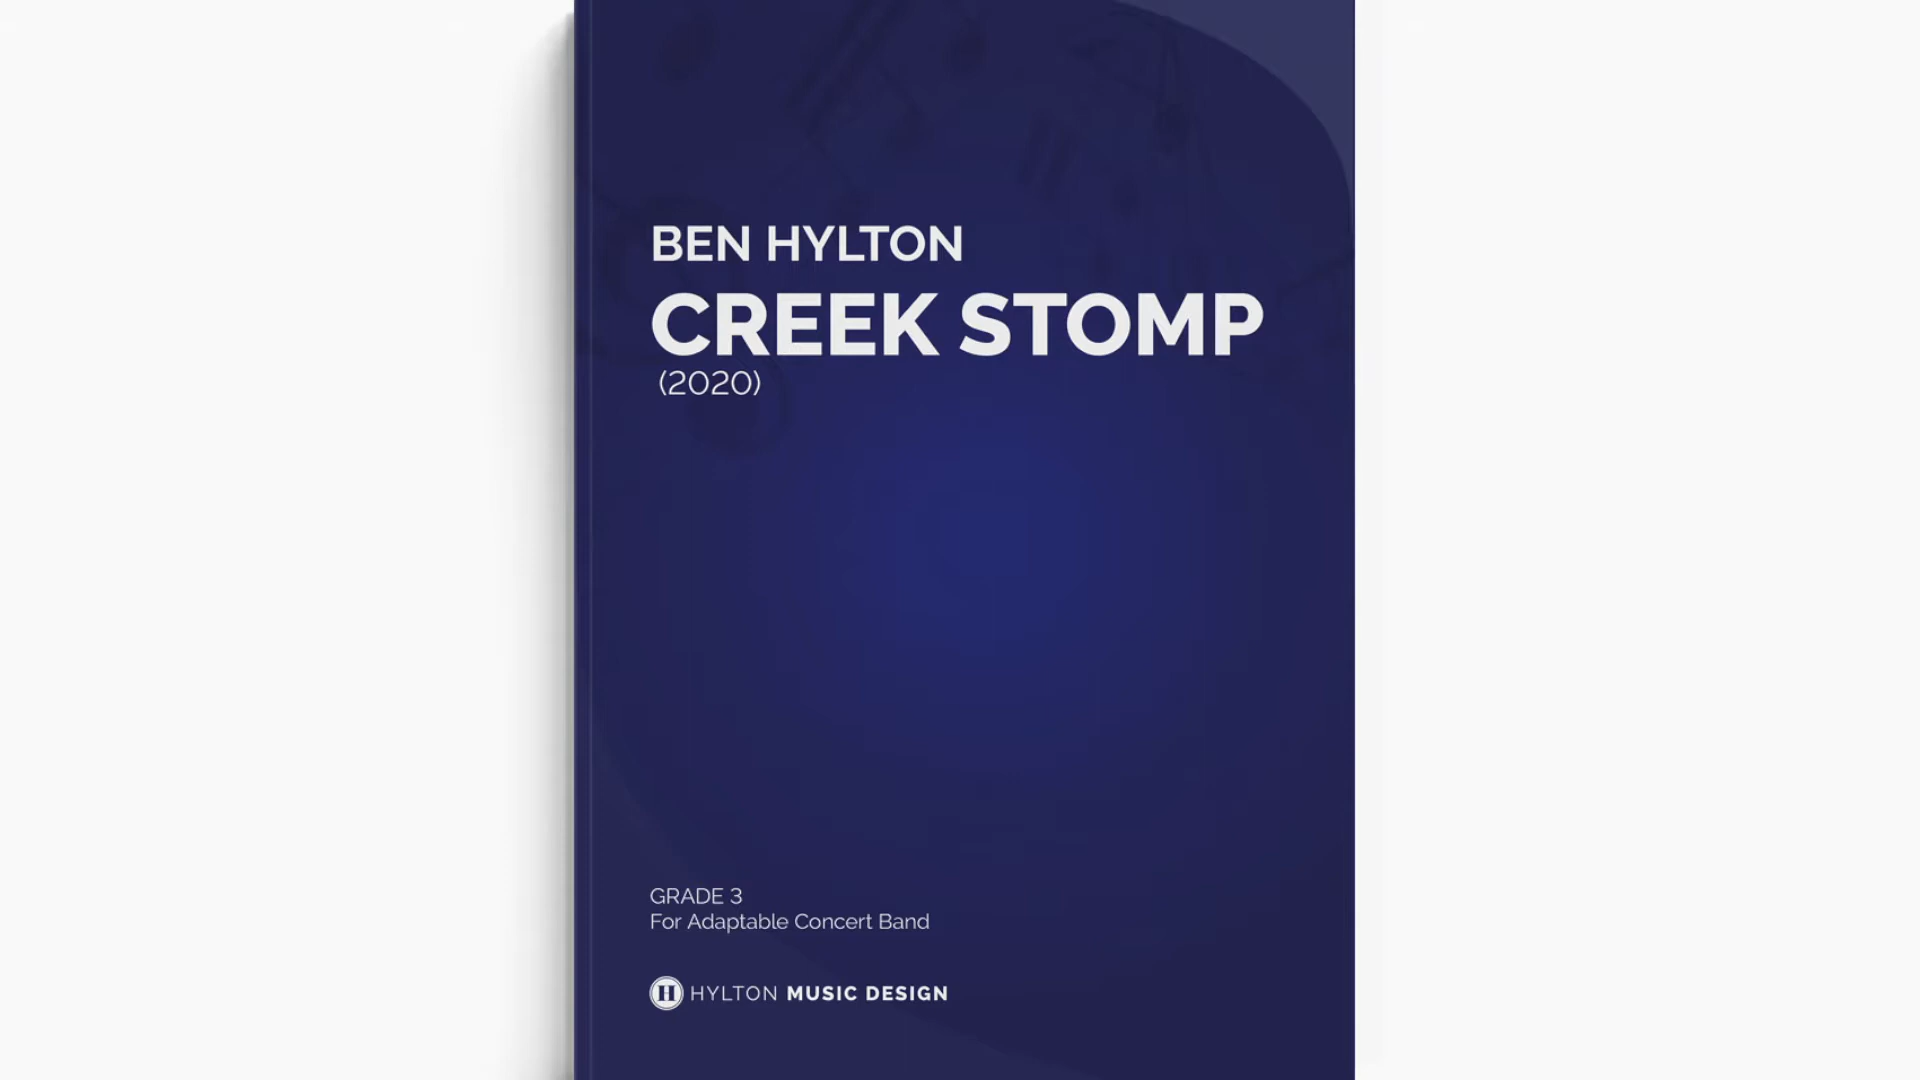 BEN HYLTON
CREEK STOMP
(2020)
GRADE 3
For Adaptable Concert Band
H HYLTON MUSIC DESIGN